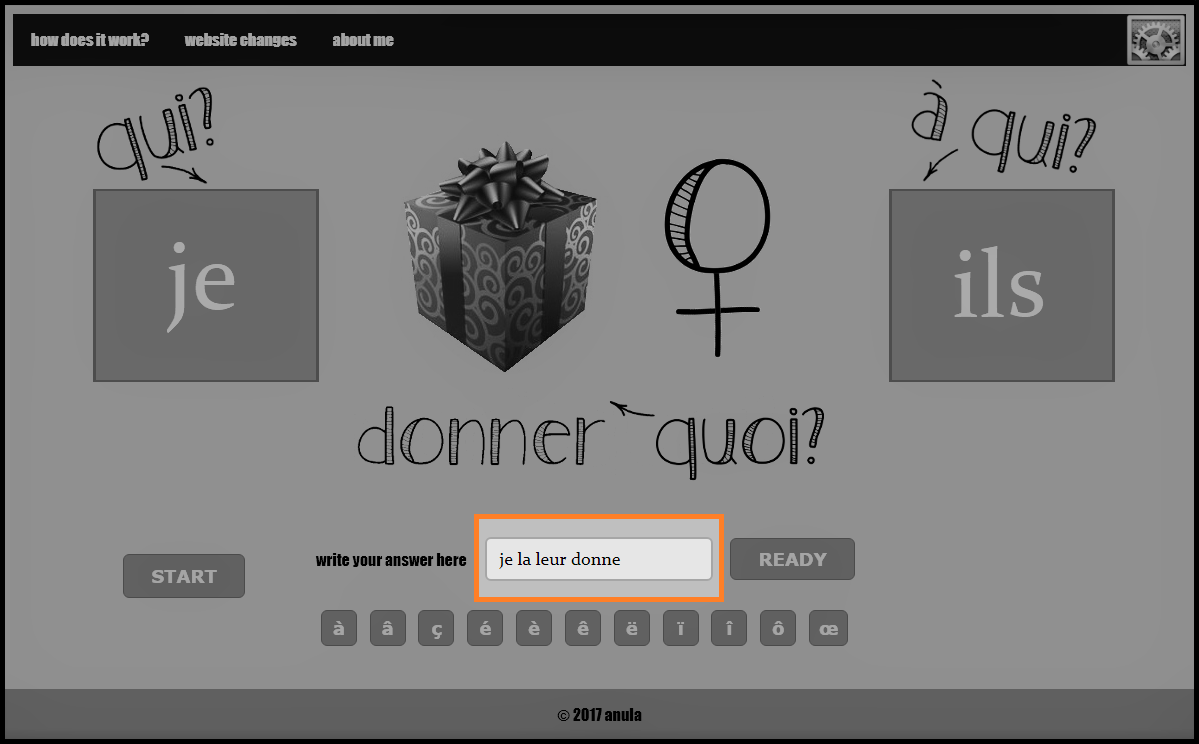 how does it work? website changes about me
qui? à qui?
je ils
donner quoi?
write your answer here je la leur donne READY
START
à â ç é è ê ë ï î ô œ
© 2017 anula